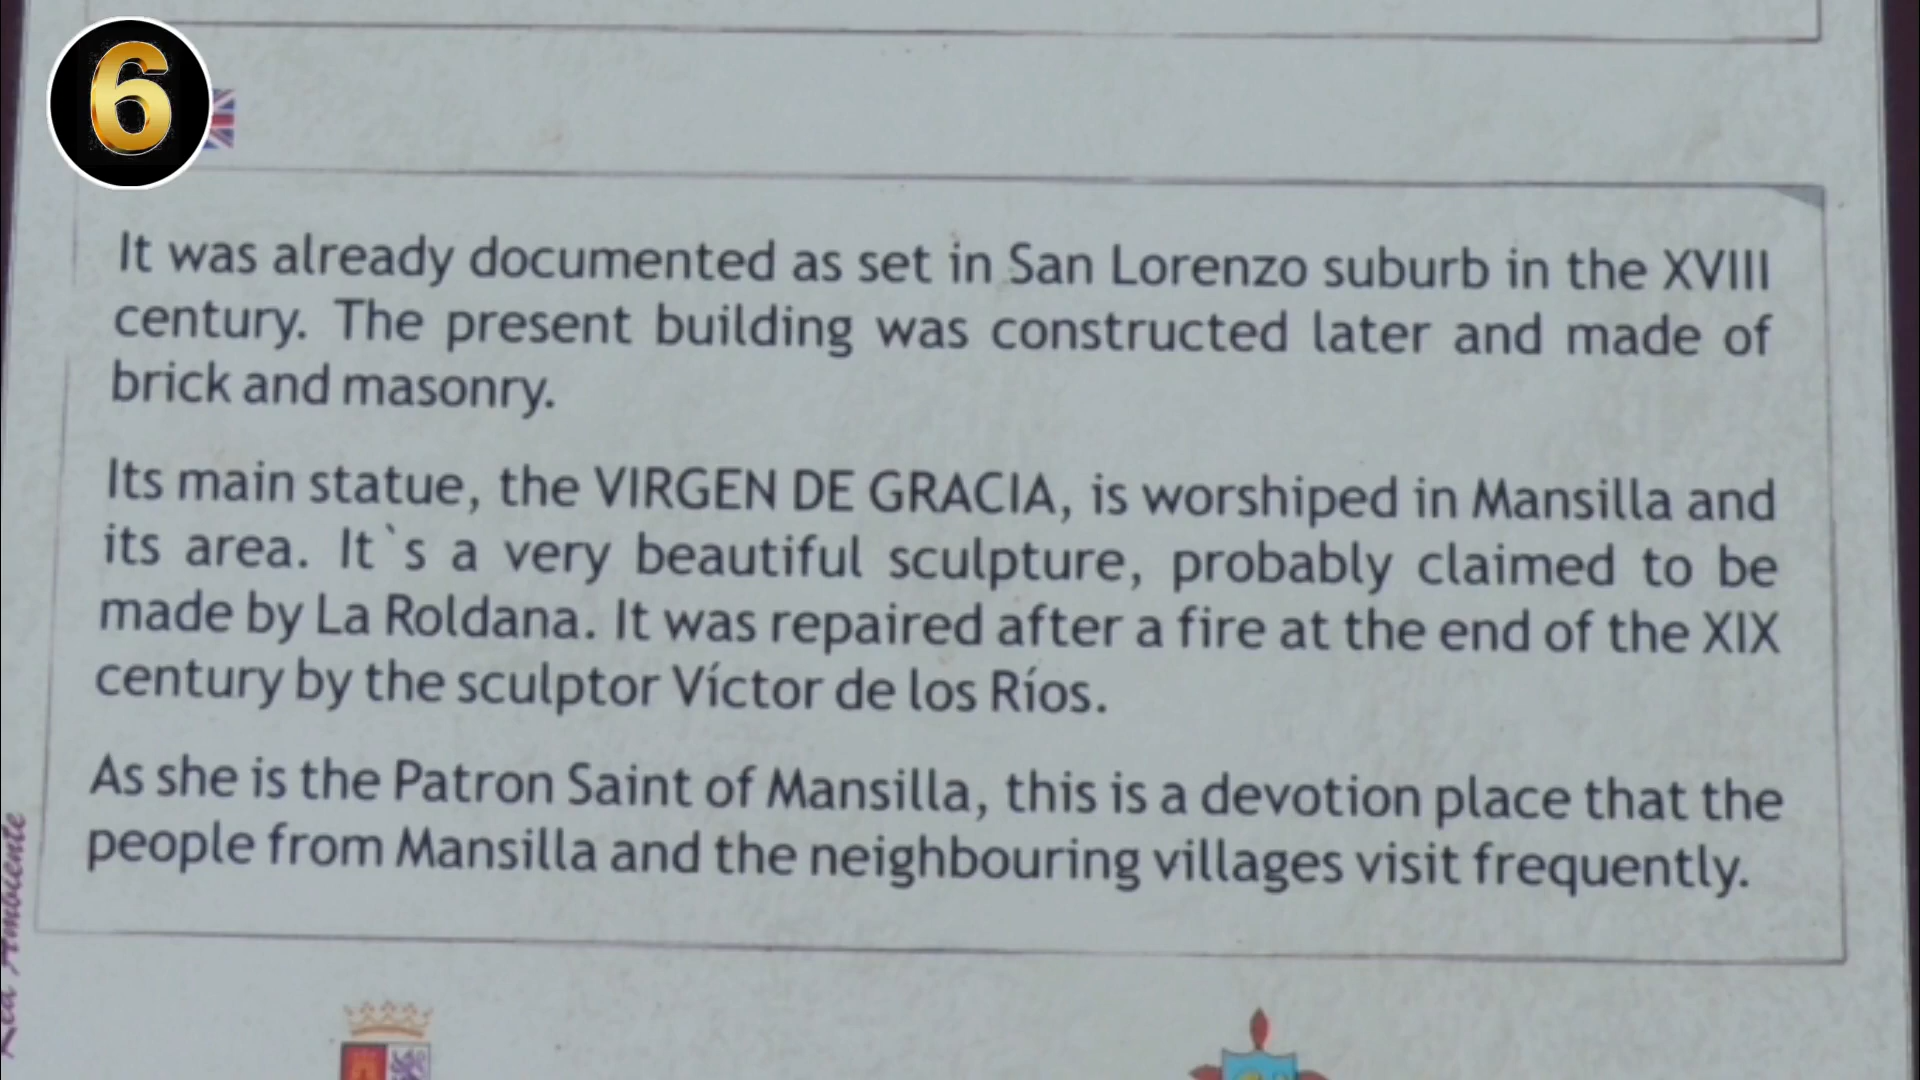 6
It was already documented as set in San Lorenzo suburb in the XVIII
century. The present building was constructed later and made of
brick and masonry.
Its main statue, the VIRGEN DE GRACIA, is worshiped in Mansilla and
its area. It`s a very beautiful sculpture, probably claimed to be
made by La Roldana. It was repaired after a fire at the end of the XIX
century by the sculptor Víctor de los Ríos.
As she is the Patron Saint of Mansilla, this is a devotion place that the
people from Mansilla and the neighbouring villages visit frequently.
Red Ambiente